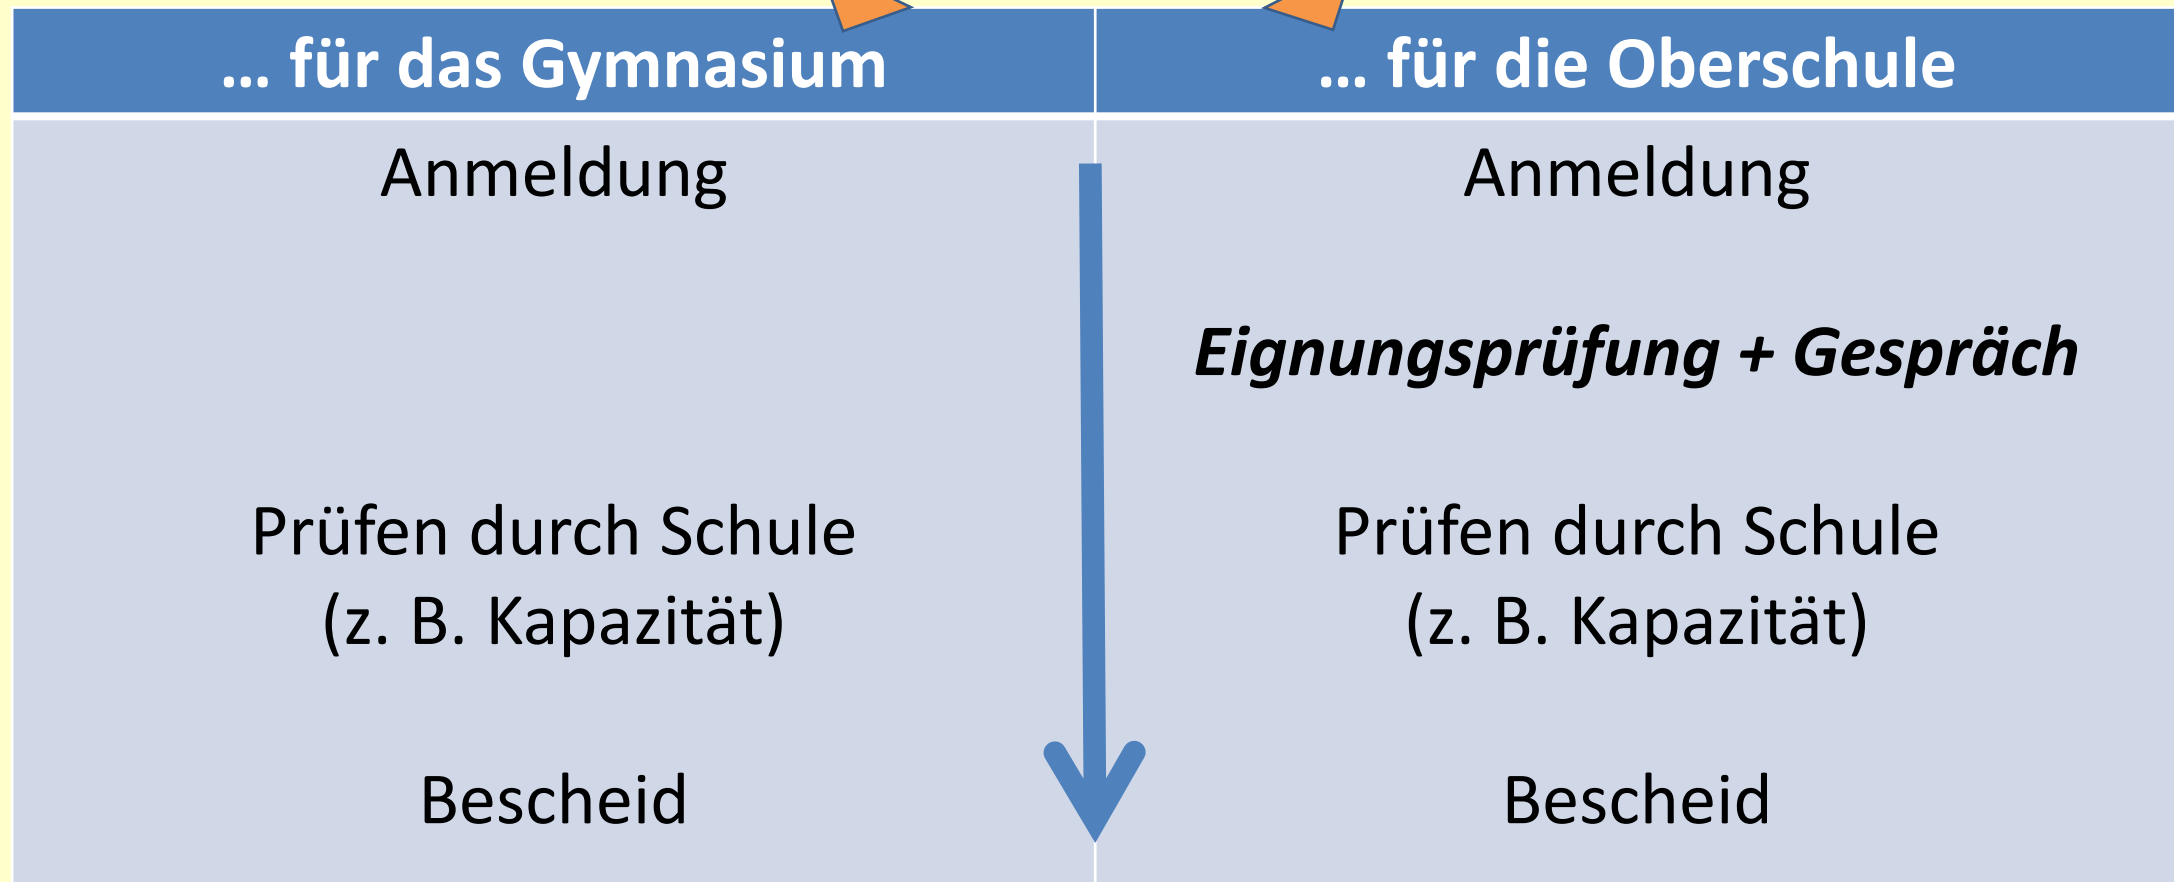 ... für das Gymnasium
Anmeldung
Prüfen durch Schule
(z. B. Kapazität)
Bescheid
... für die Oberschule
Anmeldung
Eignungsprüfung + Gespräch
Prüfen durch Schule
(z. B. Kapazität)
Bescheid